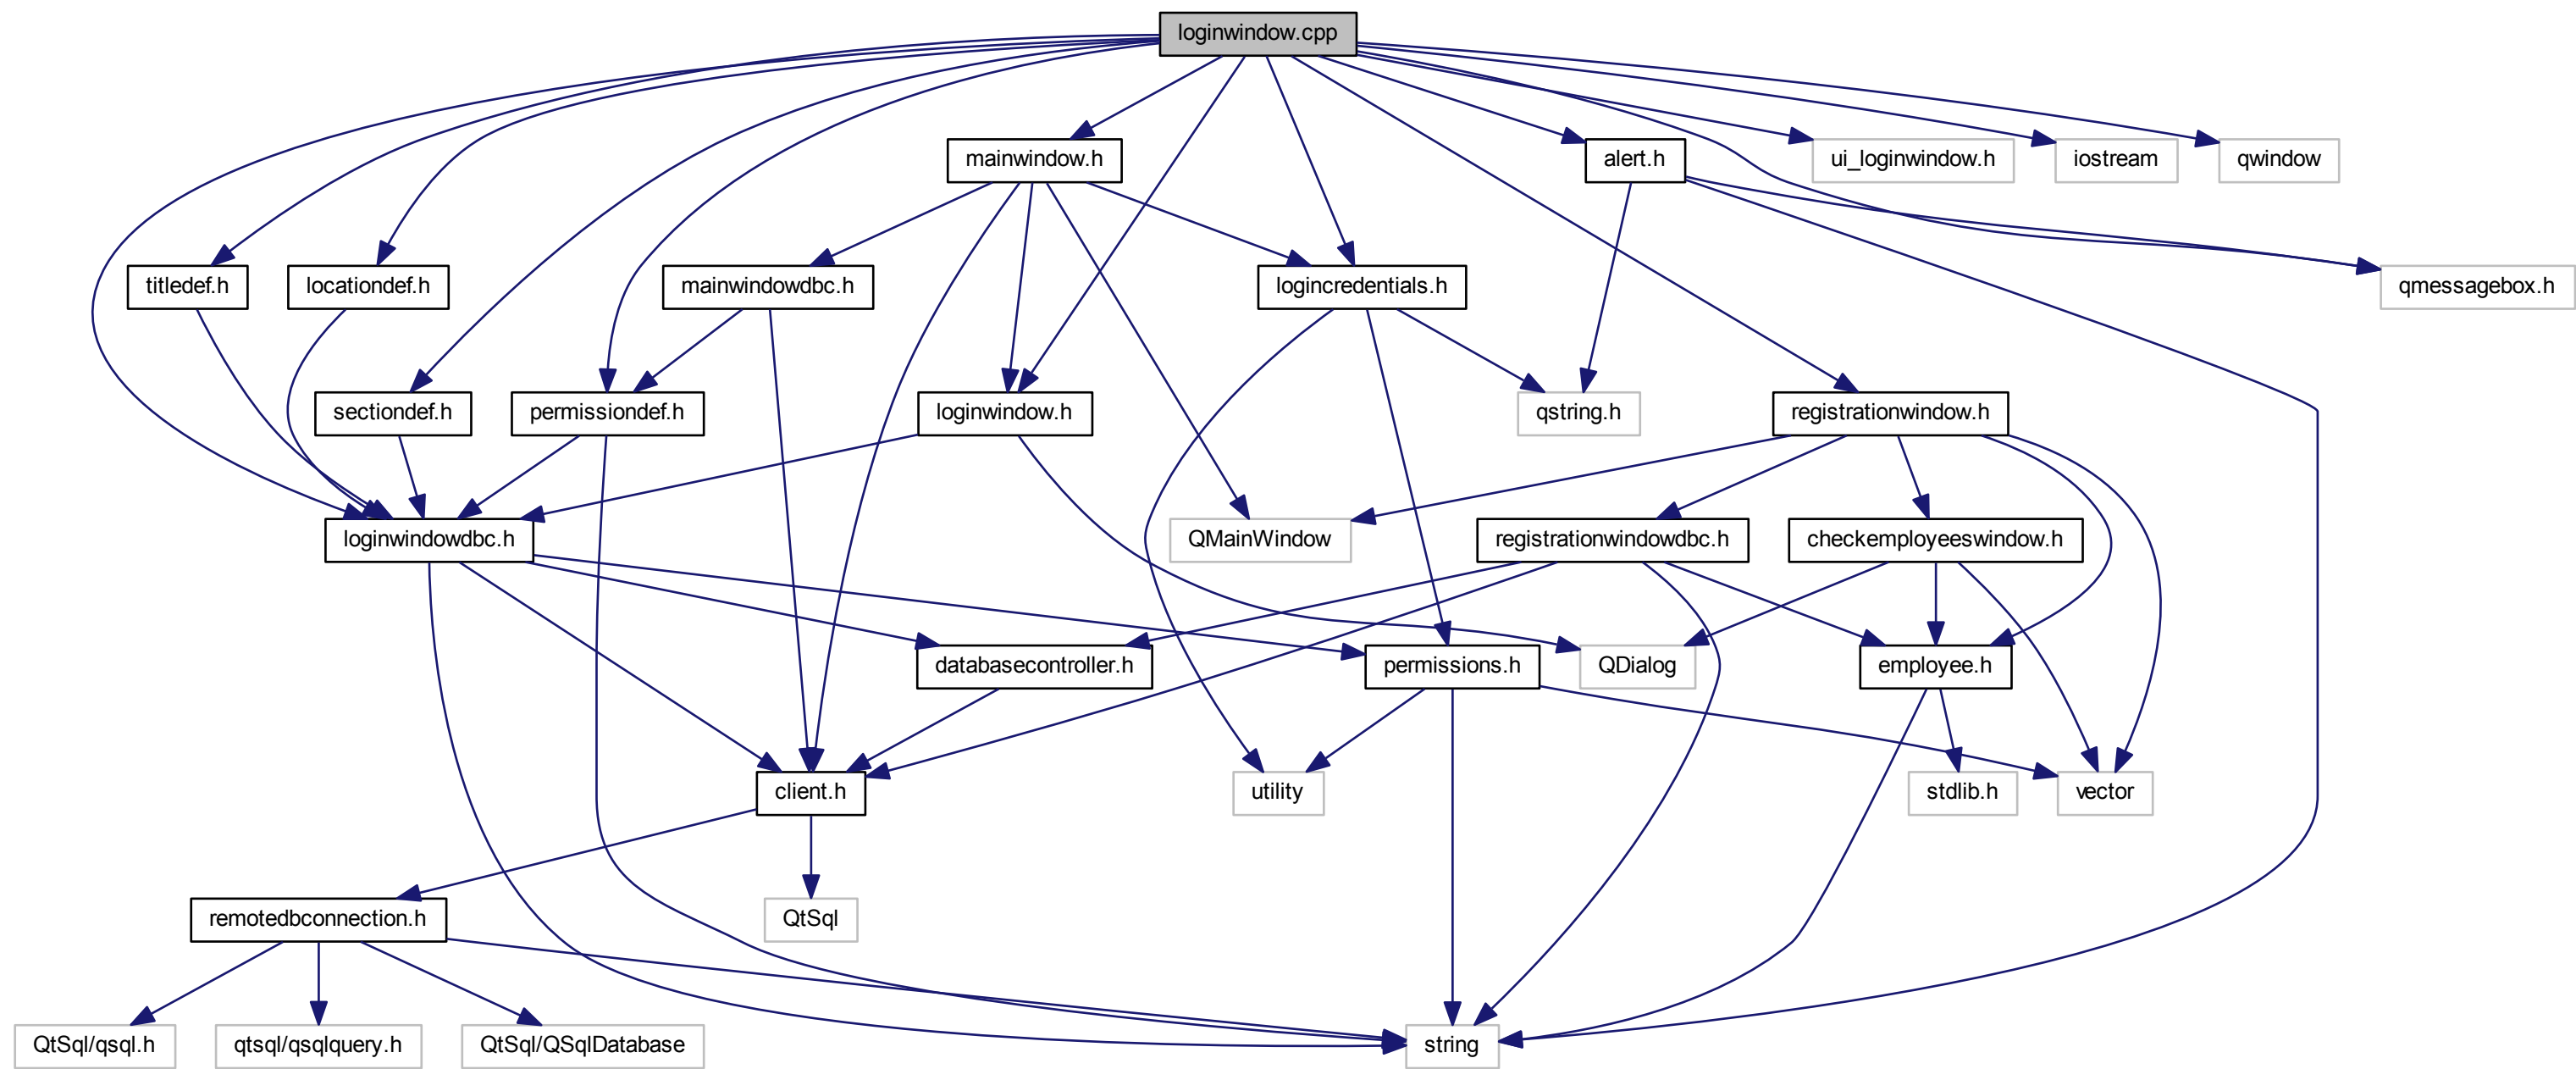 loginwindow.cpp
mainwindow.h
alert.h
ui_loginwindow.h
iostream
qwindow
titledef.h
locationdef.h
mainwindowdbc.h
logincredentials.h
qmessagebox.h
sectiondef.h
permissiondef.h
loginwindow.h
qstring.h
registrationwindow.h
loginwindowdbc.h
QMainWindow
registrationwindowdbc.h
checkemployeeswindow.h
databasecontroller.h
permissions.h
QDialog
employee.h
client.h
utility
stdlib.h
vector
remotedbconnection.h
QtSql
QtSql/qsql.h
qtsql/qsqlquery.h
QtSql/QSqlDatabase
string